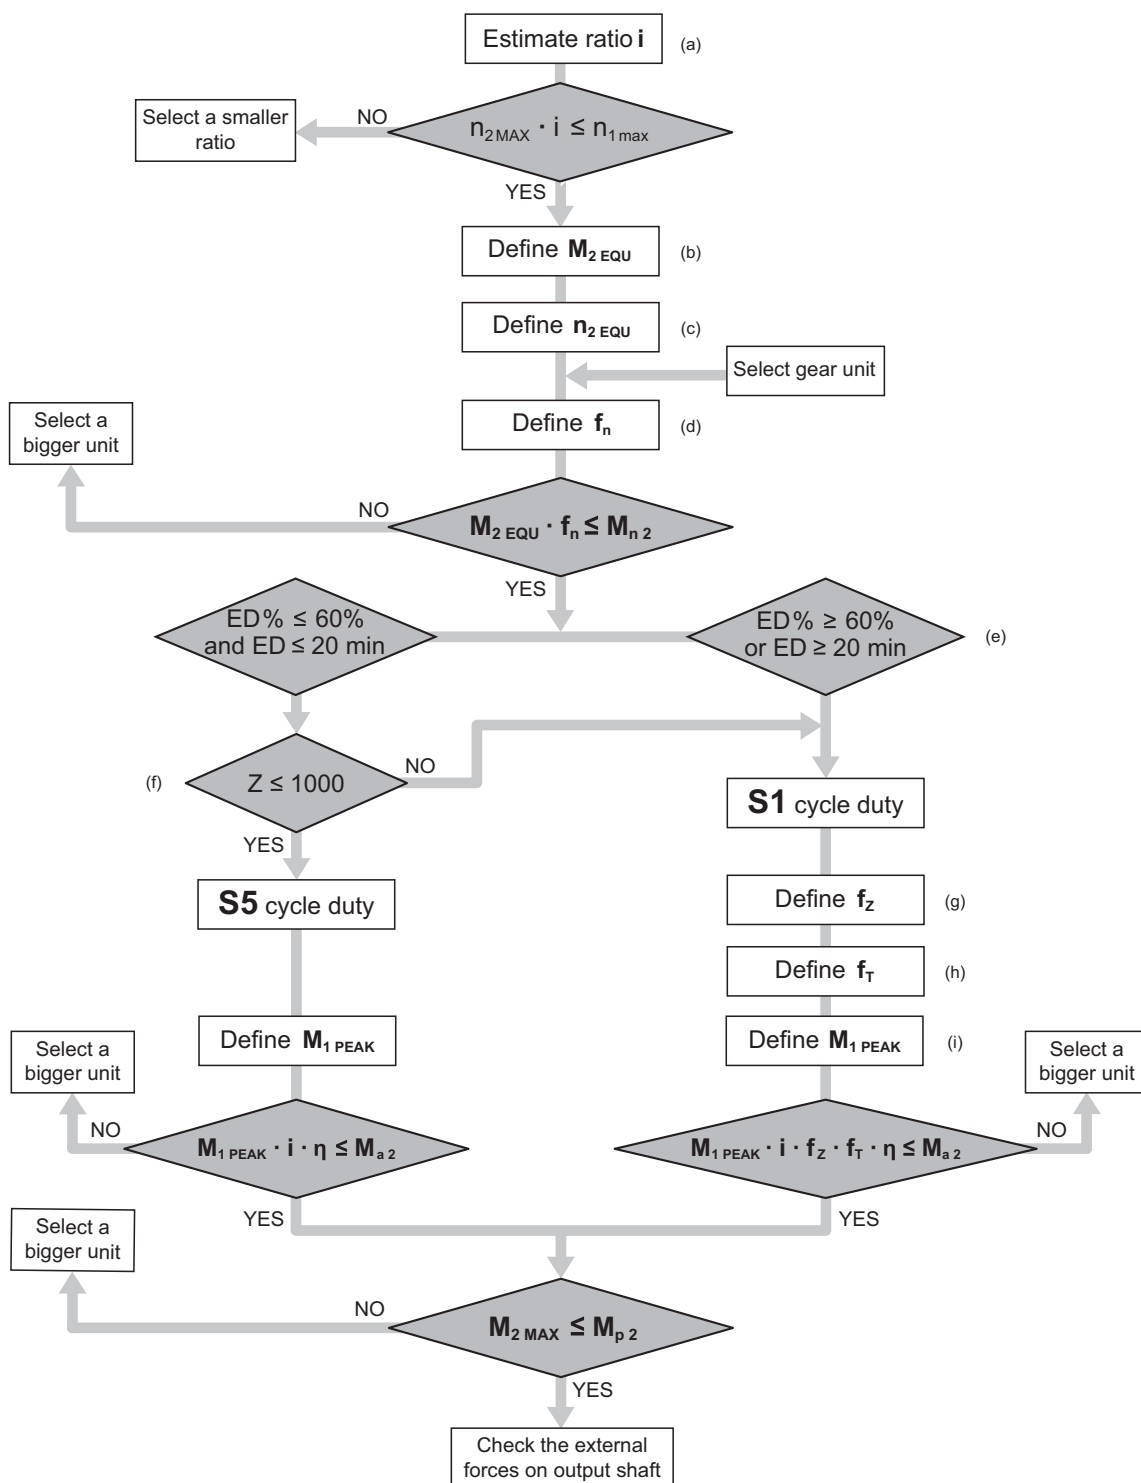 Estimate ratio i
(a)
NO
Select a smaller
ratio
n2 MAX · i ≤ n1 max
YES
Define M2 EQU
(b)
Define n2 EQU
(c)
Select gear unit
Define fn
(d)
Select a
bigger unit
NO
M2 EQU · fn ≤ Mn 2
YES
ED% ≤ 60%
and ED ≤ 20 min
ED% ≥ 60%
or ED ≥ 20 min
(e)
(f)
Z ≤ 1000
NO
YES
S1 cycle duty
S5 cycle duty
Define fZ
(g)
Define fT
(h)
Define M1 PEAK
Define M1 PEAK
(i)
Select a
bigger unit
Select a
bigger unit
NO
M1 PEAK · i · η ≤ Ma 2
M1 PEAK · i · fZ · fT · η ≤ Ma 2
NO
YES
YES
Select a
bigger unit
NO
M2 MAX ≤ Mp 2
YES
Check the external
forces on output shaft